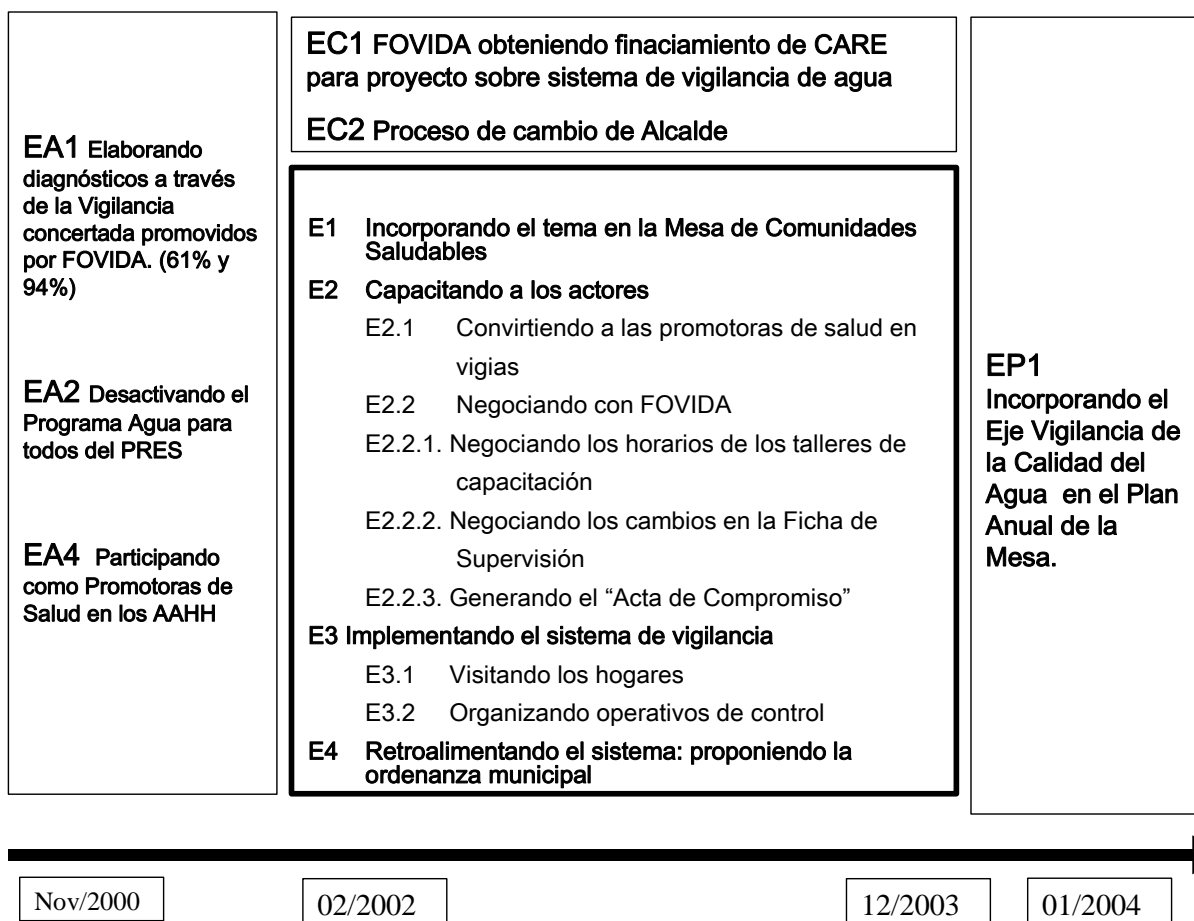 EA1 Elaborando
diagnósticos a través
de la Vigilancia
concertada promovidos
por FOVIDA. (61% y
94%)
EA2 Desactivando el
Programa Agua para
todos del PRES
EA4 Participando
como Promotoras de
Salud en los AAHH
EC1 FOVIDA obteniendo finaciamiento de CARE
para proyecto sobre sistema de vigilancia de agua
EC2 Proceso de cambio de Alcalde
E1 Incorporando el tema en la Mesa de Comunidades
Saludables
E2 Capacitando a los actores
E2.1 Convirtiendo a las promotoras de salud en
vigias
E2.2 Negociando con FOVIDA
E2.2.1. Negociando los horarios de los talleres de
capacitación
E2.2.2. Negociando los cambios en la Ficha de
Supervisión
E2.2.3. Generando el “Acta de Compromiso”
E3 Implementando el sistema de vigilancia
E3.1 Visitando los hogares
E3.2 Organizando operativos de control
E4 Retroalimentando el sistema: proponiendo la
ordenanza municipal
EP1
Incorporando el
Eje Vigilancia de
la Calidad del
Agua en el Plan
Anual de la
Mesa.
Nov/2000
02/2002
12/2003
01/2004